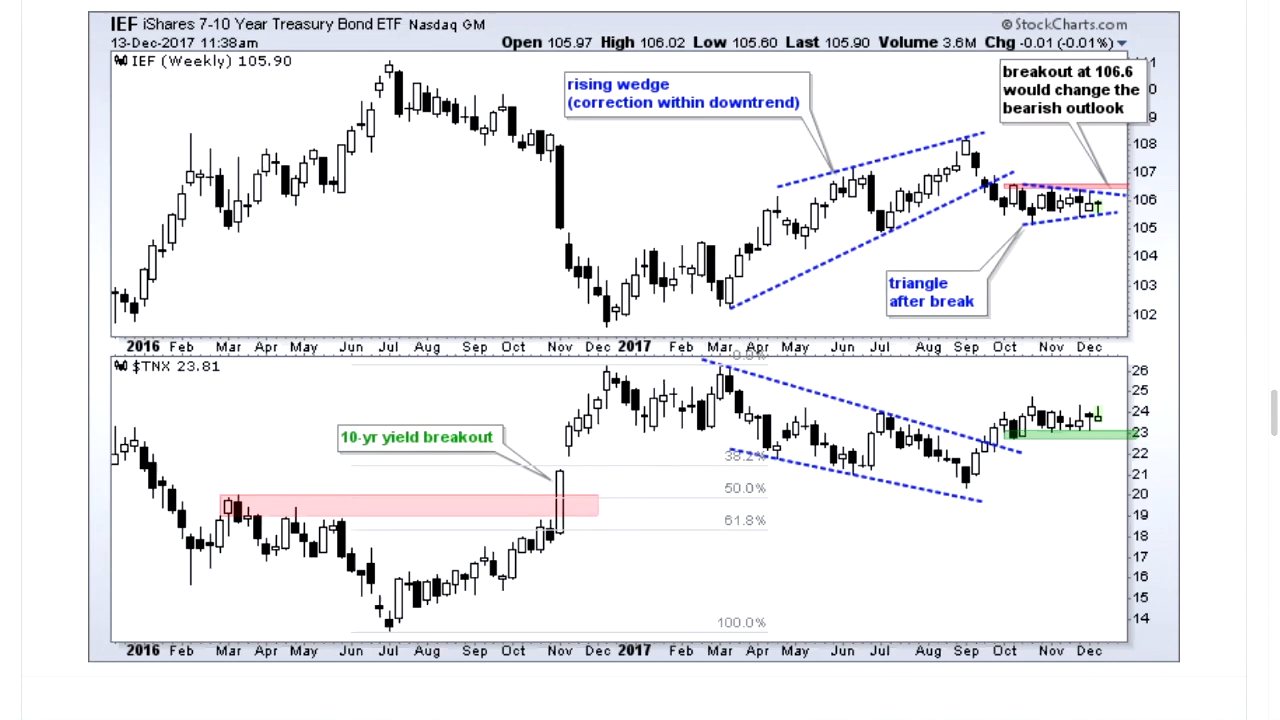 IEF iShares 7-10 Year Treasury Bond ETF Nasdaq GM
© StockCharts.com
13-Dec-2017 11:38am
Open 105.97 High 106.02 Low 105.60 Last 105.90 Volume 3.6M Chg -0.01 (-0.01%)
IEF (Weekly) 105.90
rising wedge
(correction within downtrend)
breakout at 106.6
would change the
bearish outlook
108
107
106
105
104
103
102
triangle
after break
2016 Feb Mar Apr May Jun Jul Aug Sep Oct Nov Dec 2017 Feb Mar Apr May Jun Jul Aug Sep Oct Nov Dec
$TNX 23.81
10-yr yield breakout
0.0%
38.2%
50.0%
61.8%
100.0%
26
25
24
23
22
21
20
19
18
17
16
15
14
2016 Feb Mar Apr May Jun Jul Aug Sep Oct Nov Dec 2017 Feb Mar Apr May Jun Jul Aug Sep Oct Nov Dec